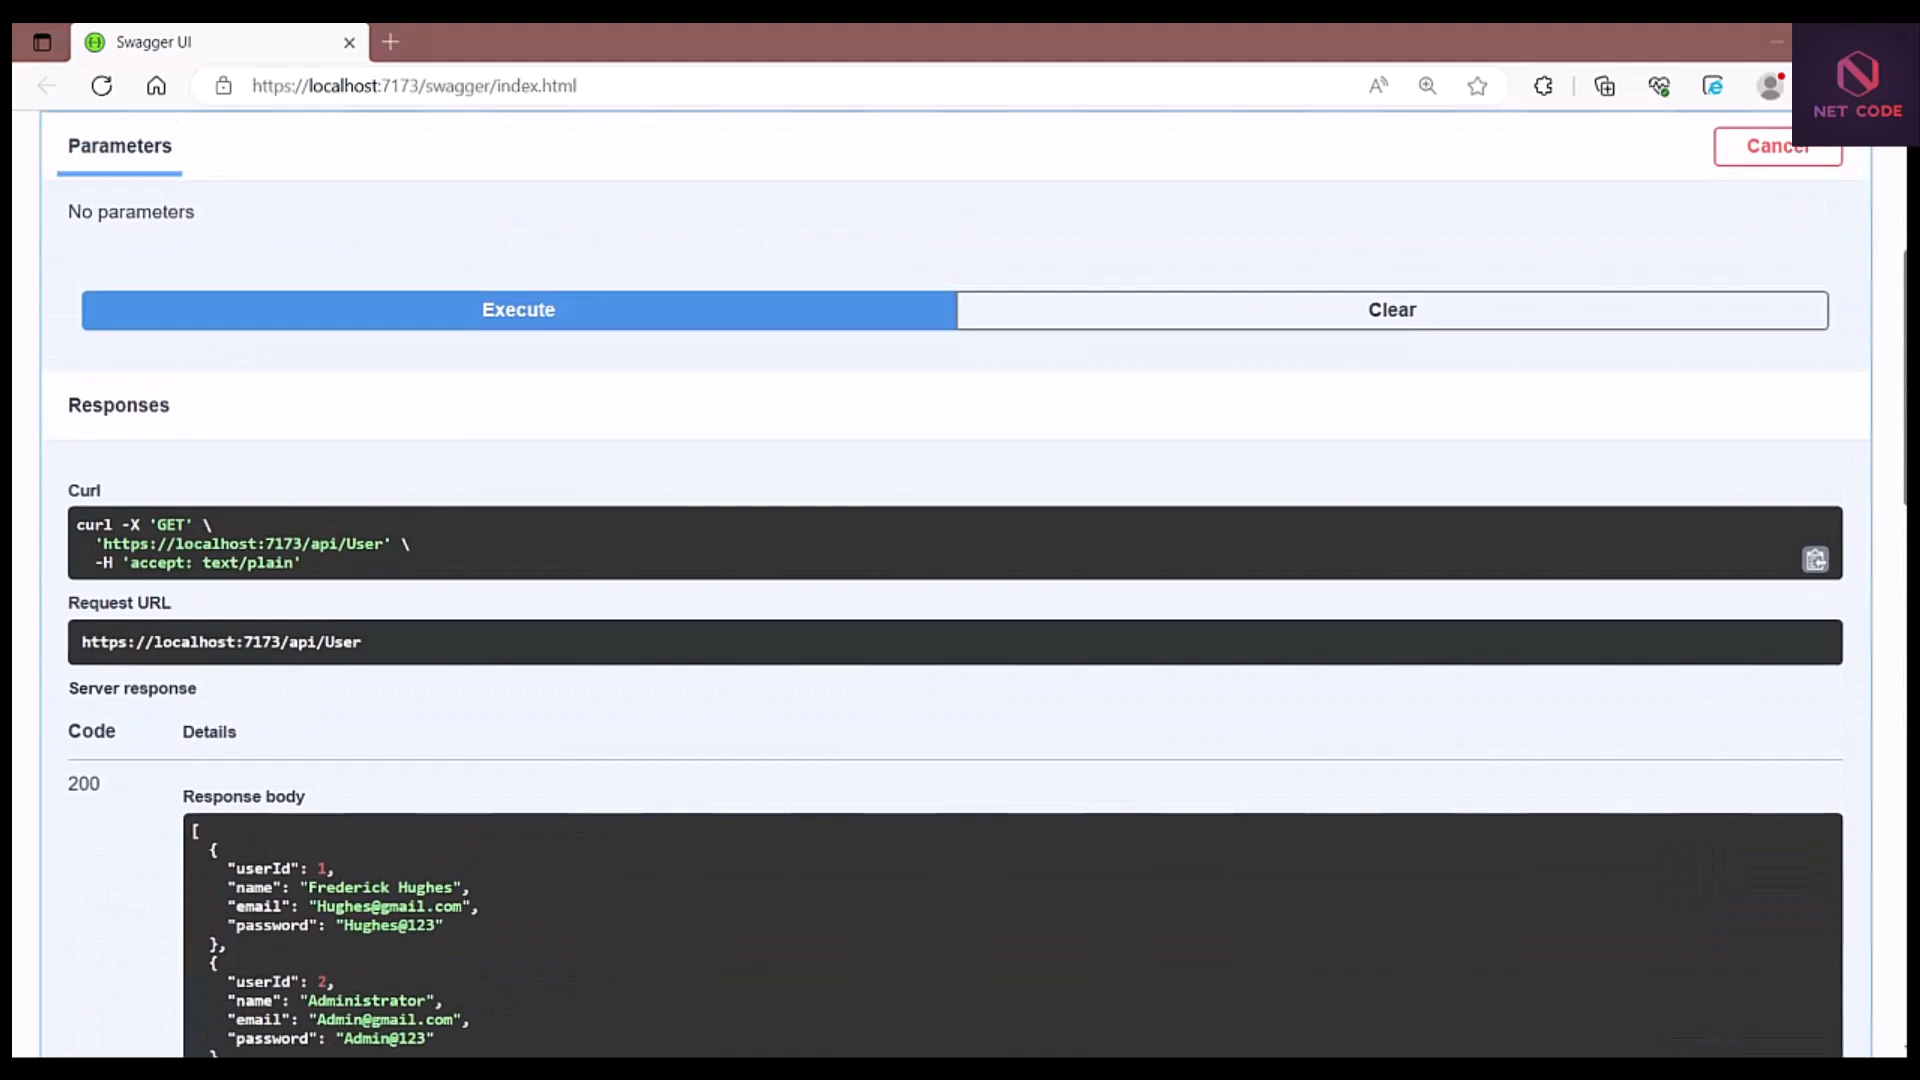 Swagger UI
https://localhost:7173/swagger/index.html
NET CODE
Parameters
Cancel
No parameters
Execute
Clear
Responses
Curl
curl -X 'GET' \
'https://localhost:7173/api/User' \
-H 'accept: text/plain'
Request URL
https://localhost:7173/api/User
Server response
Code
Details
200
Response body
[
{
"userId": 1,
"name": "Frederick Hughes",
"email": "Hughes@gmail.com",
"password": "Hughes@123"
},
{
"userId": 2,
"name": "Administrator",
"email": "Admin@gmail.com",
"password": "Admin@123"
}